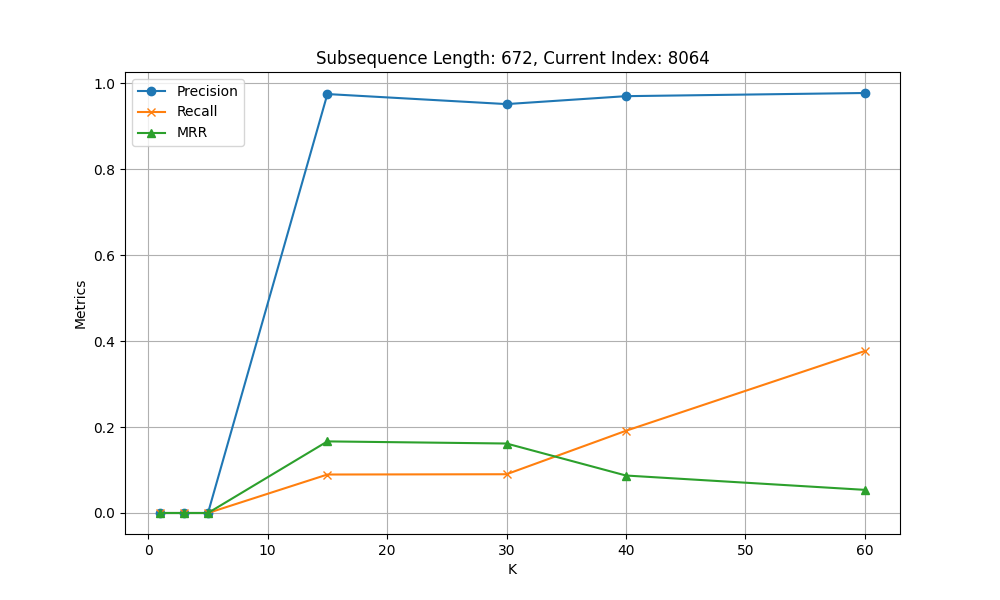 Subsequence Length: 672, Current Index: 8064
Precision
Recall
MRR
1.0
0.8
0.6
0.4
0.2
0.0
Metrics
0
10
20
30
40
50
60
K